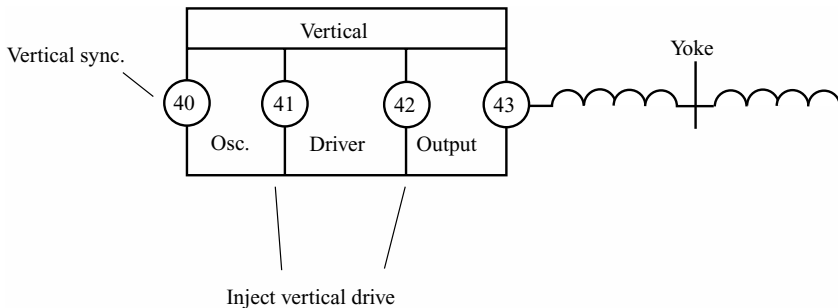 Vertical
Vertical sync.
Yoke
40
41
42
43
Osc.
Driver
Output
Inject vertical drive